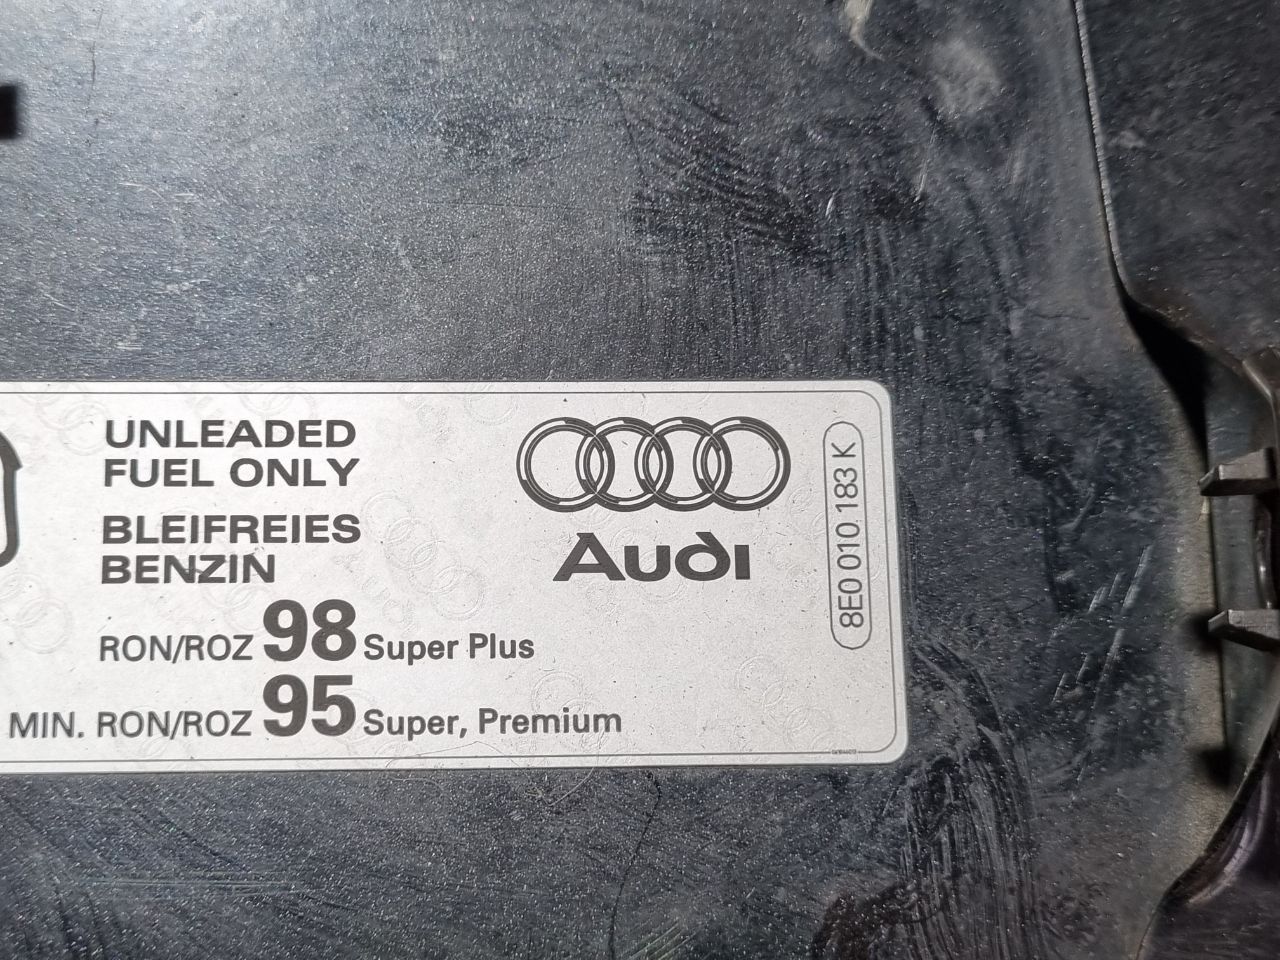 UNLEADED
FUEL ONLY
BLEIFREIES
BENZIN
RON/ROZ 98 Super Plus
MIN. RON/ROZ 95 Super, Premium
Audi
8E0 010 183 K